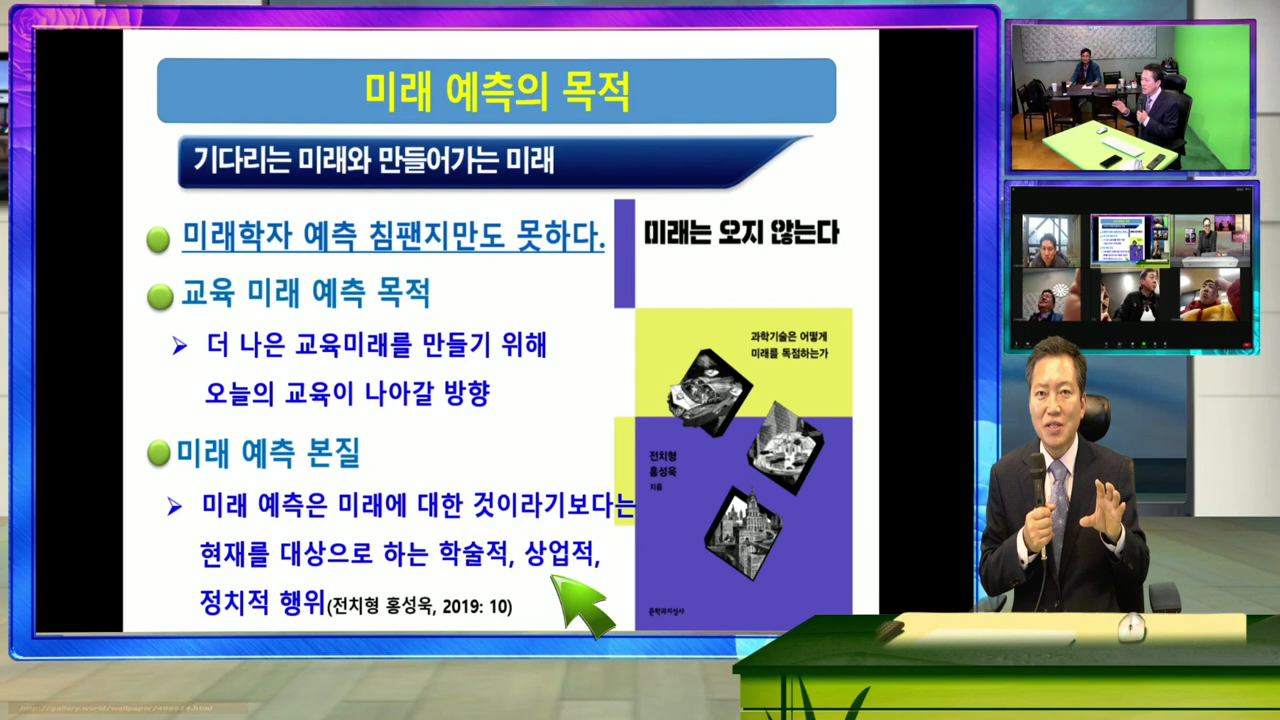 미래 예측의 목적
기다리는 미래와 만들어가는 미래
미래학자 예측 침팬지만도 못하다.
교육 미래 예측 목적
더 나은 교육미래를 만들기 위해
오늘의 교육이 나아갈 방향
미래 예측 본질
미래 예측은 미래에 대한 것이라기보다는
현재를 대상으로 하는 학술적, 상업적,
정치적 행위(전치형 홍성욱, 2019: 10)
미래는 오지 않는다
과학기술은 어떻게
미래를 독점하는가
전치형
홍성욱
지음
문학과지성사
http://gallery.world/wallpaper/406814.html